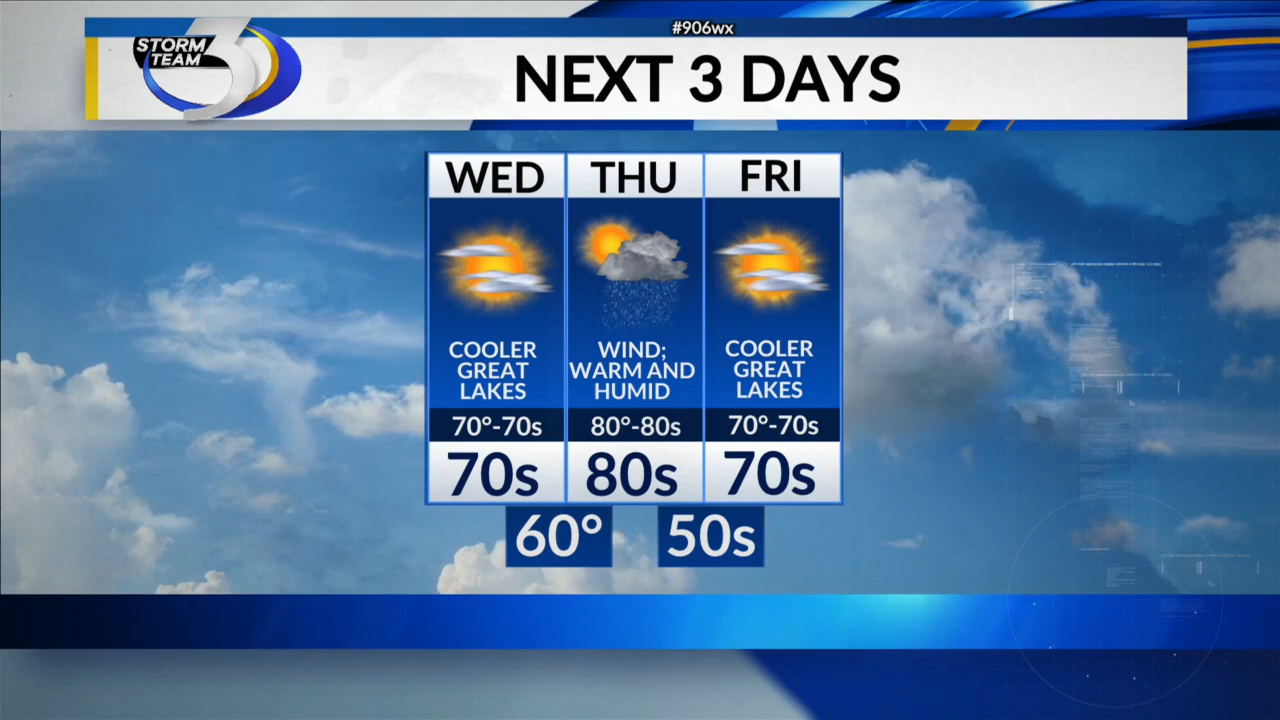 #906wx
STORM
TEAM
3
NEXT 3 DAYS
WED
THU
FRI
COOLER
GREAT
LAKES
WIND;
WARM AND
HUMID
COOLER
GREAT
LAKES
70°-70s
80°-80s
70°-70s
70s
80s
70s
60°
50s